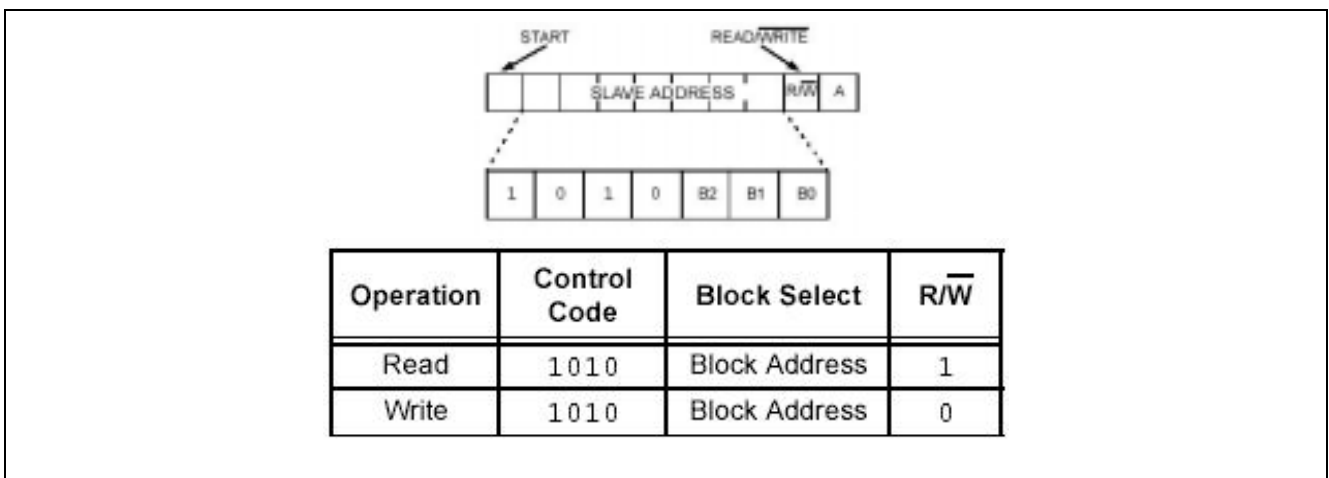 START READ/WRITE
SLAVE ADDRESS R/W A
1 0 1 0 B2 B1 B0
Operation Control Code Block Select R/W
Read 1010 Block Address 1
Write 1010 Block Address 0